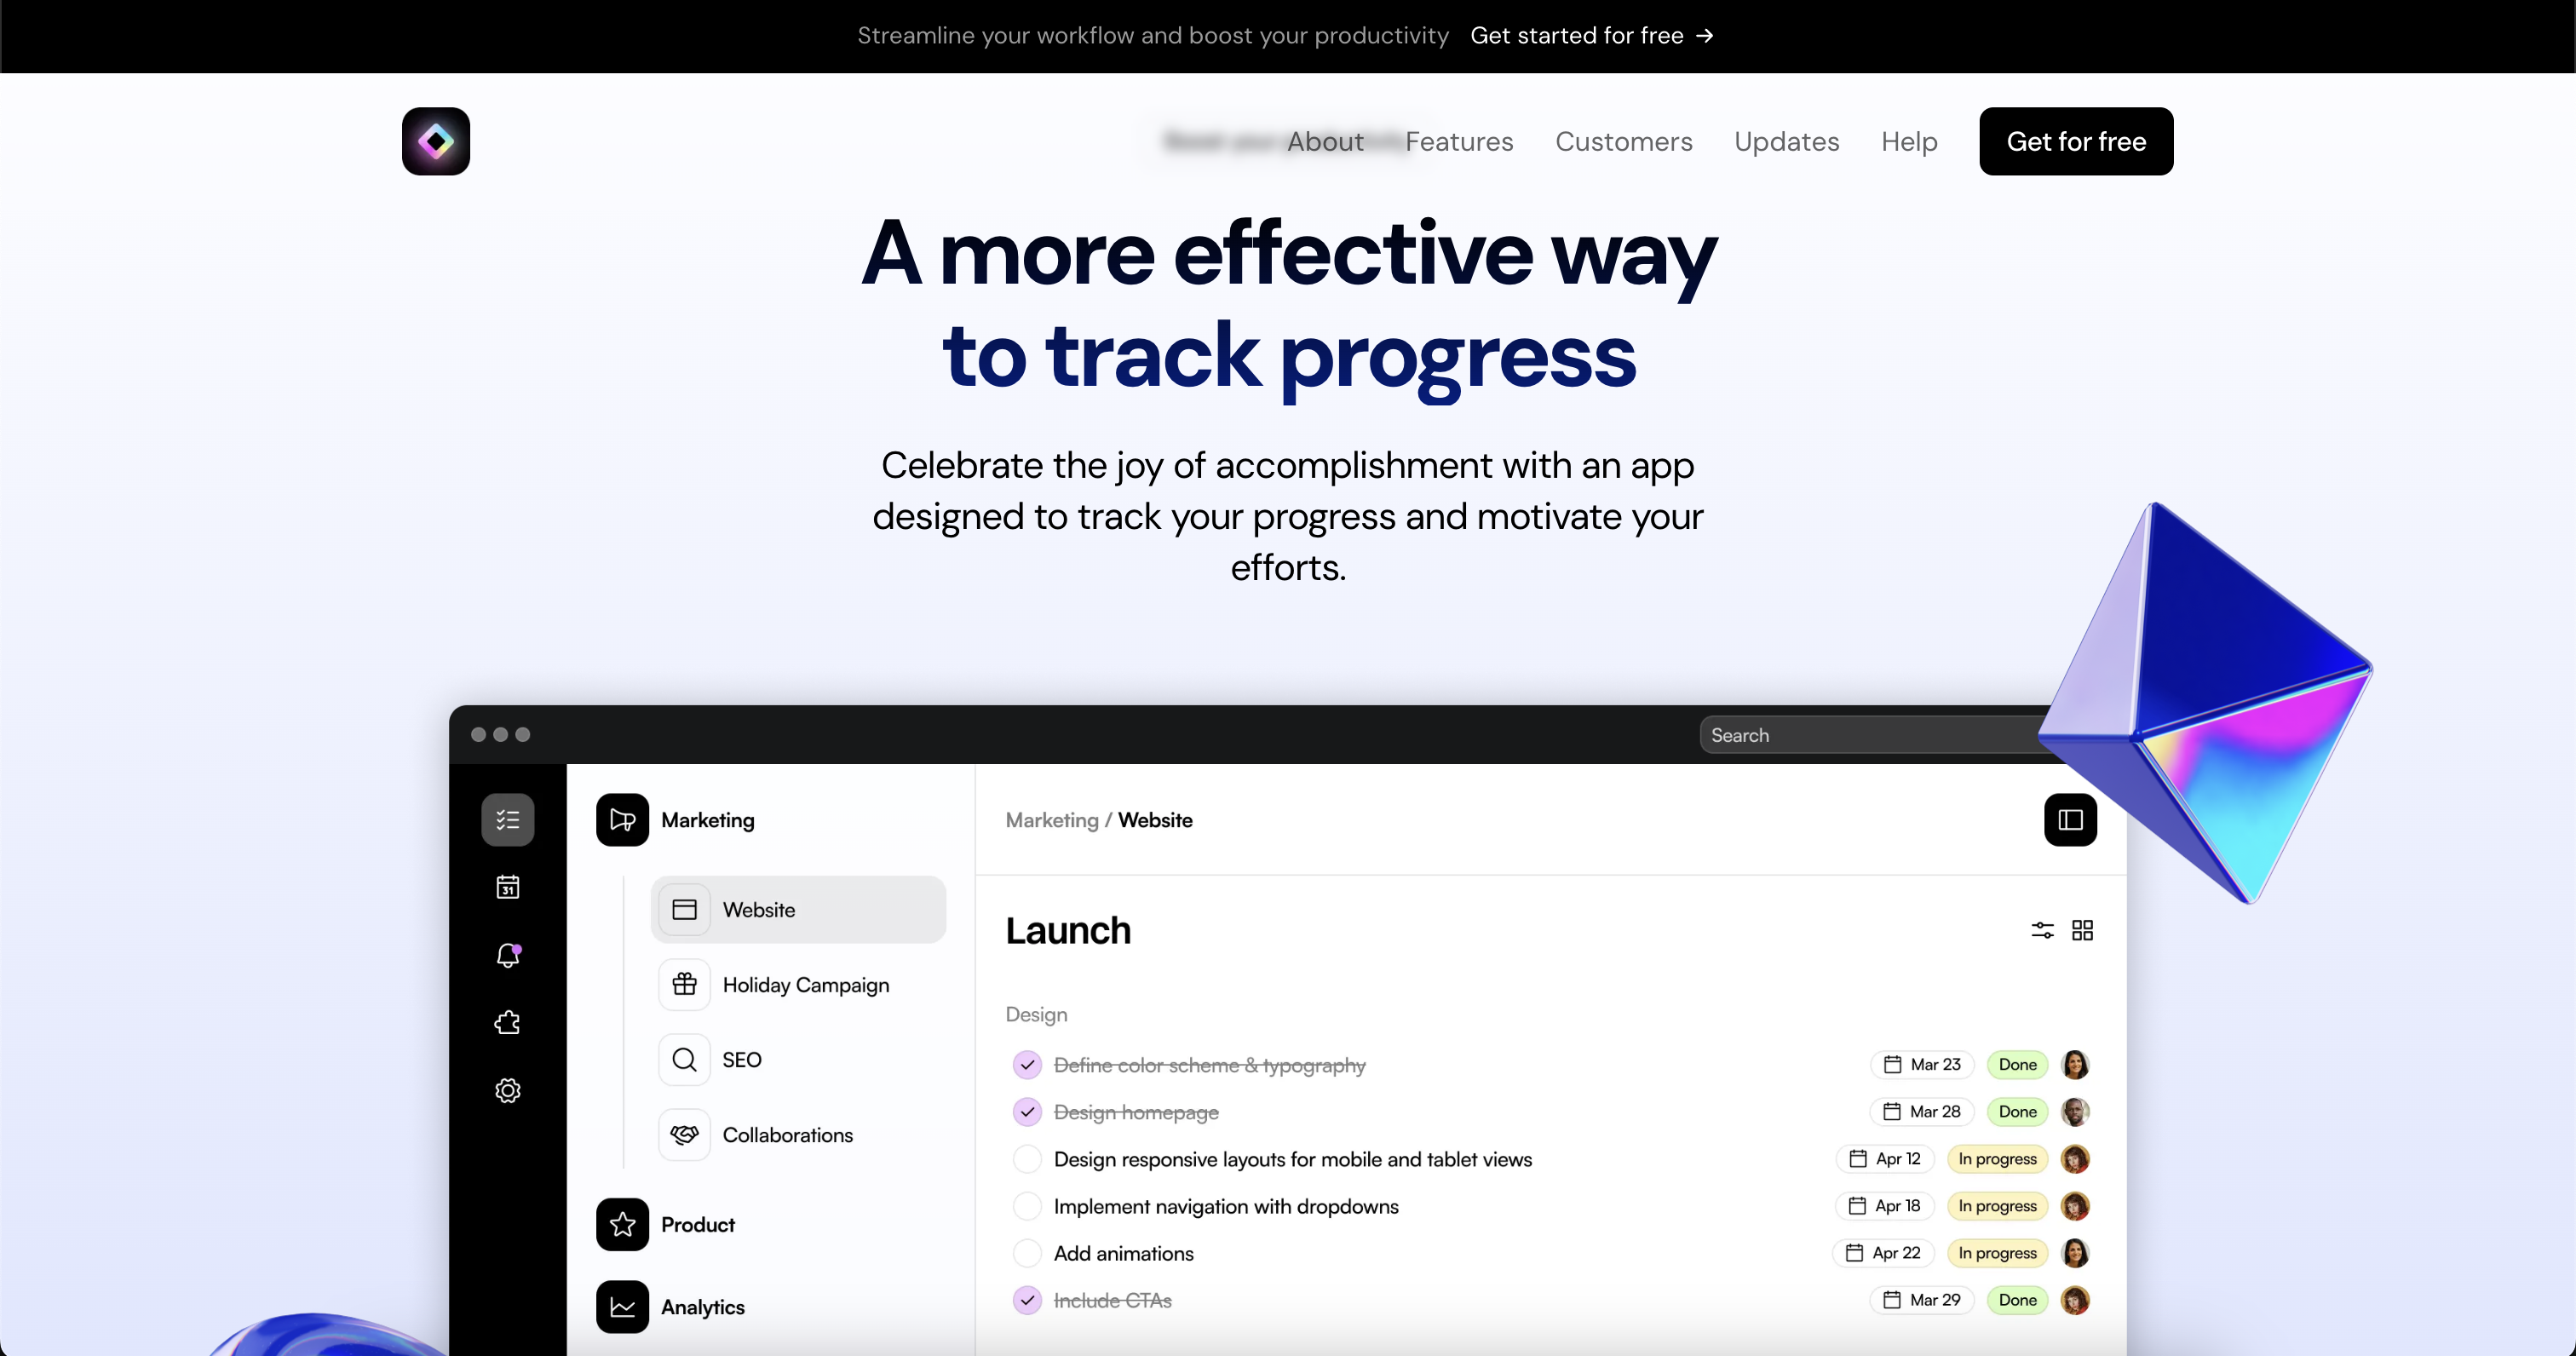 Streamline your workflow and boost your productivity Get started for free →
About Features Customers Updates Help Get for free
A more effective way
to track progress
Celebrate the joy of accomplishment with an app
designed to track your progress and motivate your
efforts.
Search
Marketing
Website
Holiday Campaign
SEO
Collaborations
Product
Analytics
31
Marketing / Website
Launch
Design
Define color scheme & typography Mar 23 Done
Design homepage Mar 28 Done
Design responsive layouts for mobile and tablet views Apr 12 In progress
Implement navigation with dropdowns Apr 18 In progress
Add animations Apr 22 In progress
Include CTAs Mar 29 Done